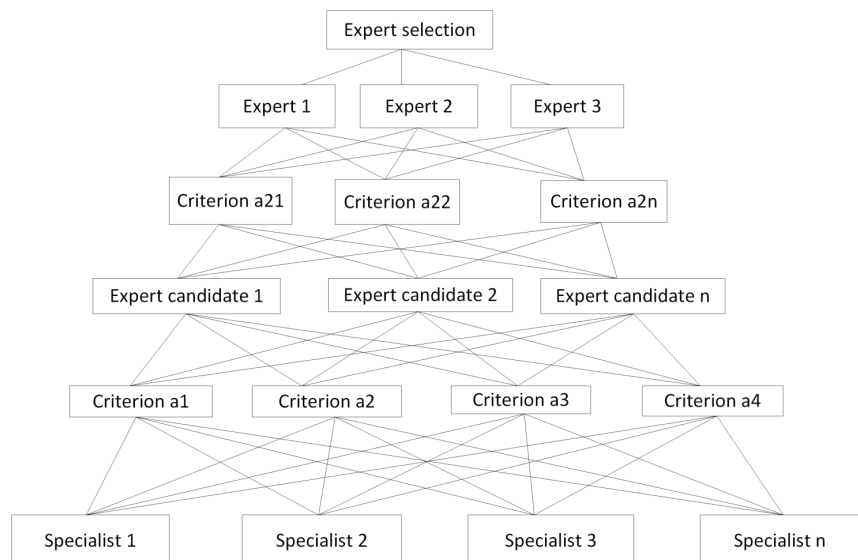 Expert selection
Expert 1
Expert 2
Expert 3
Criterion a21
Criterion a22
Criterion a2n
Expert candidate 1
Expert candidate 2
Expert candidate n
Criterion a1
Criterion a2
Criterion a3
Criterion a4
Specialist 1
Specialist 2
Specialist 3
Specialist n